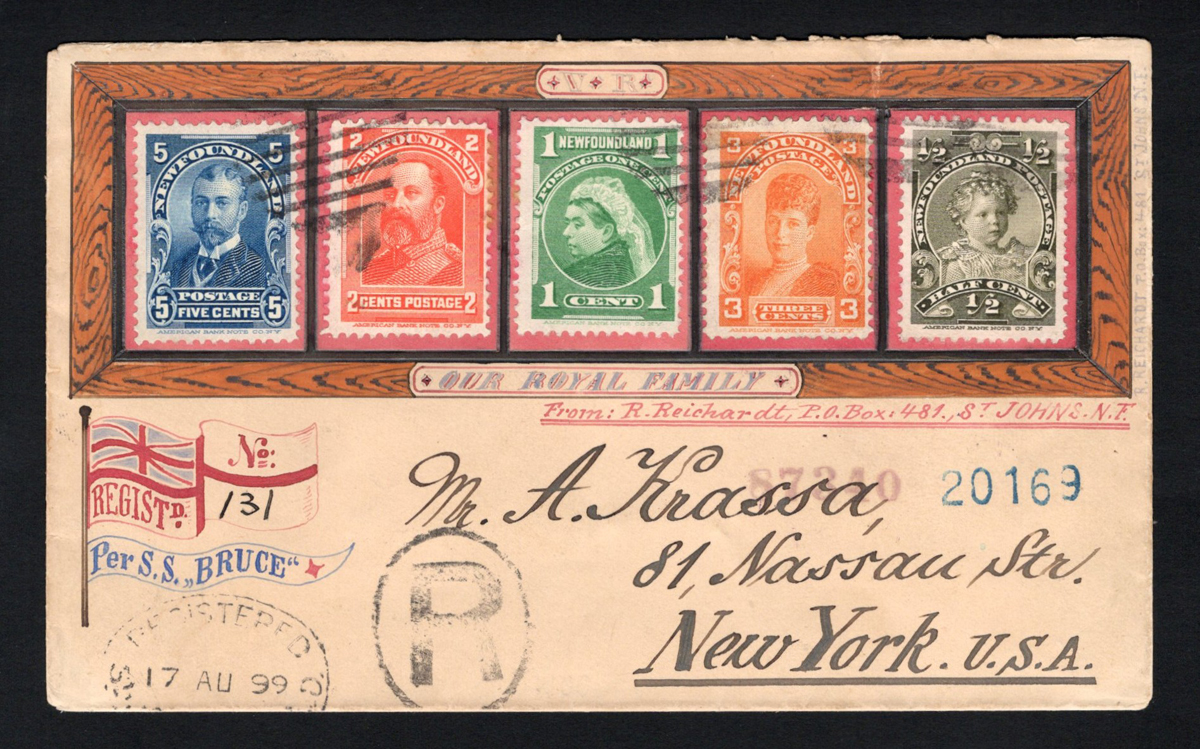 V R
5 NEWFOUNDLAND 5
5 POSTAGE 5
FIVE CENTS
AMERICAN BANK NOTE CO. N.Y.
2 NEWFOUNDLAND 2
2 CENTS POSTAGE 2
AMERICAN BANK NOTE CO. N.Y.
1 NEWFOUNDLAND 1
POSTAGE ONE CENT
1 CENT 1
AMERICAN BANK NOTE CO. N.Y.
3 NEWFOUNDLAND 3
POSTAGE
3 THREE CENTS 3
AMERICAN BANK NOTE CO. N.Y.
½ ½
NEWFOUNDLAND POSTAGE
HALF CENT.
½
AMERICAN BANK NOTE CO. N.Y.
R. REICHARDT P.O. Box: 481 ST JOHNS N.F.
OUR ROYAL FAMILY
From: R. Reichardt, P.O. Box: 481., ST JOHNS. N.F.
No:
131
REGISTD.
Per S.S. „BRUCE“
87340
20169
Mr. A. Krassa,
81, Nassau Str.
New York. U.S.A.
R
REGISTERED
17 AU 99